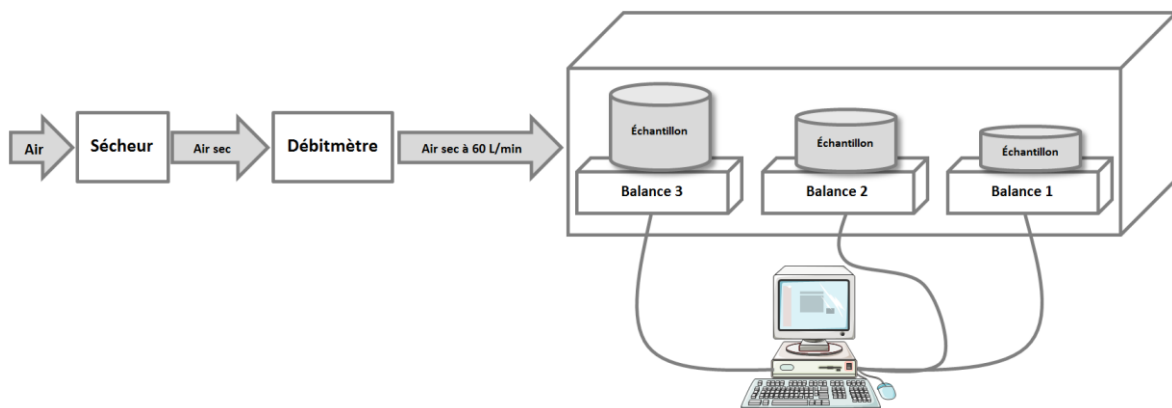 Air
Sécheur
Air sec
Débitmètre
Air sec à 60 L/min
Échantillon
Balance 3
Échantillon
Balance 2
Échantillon
Balance 1